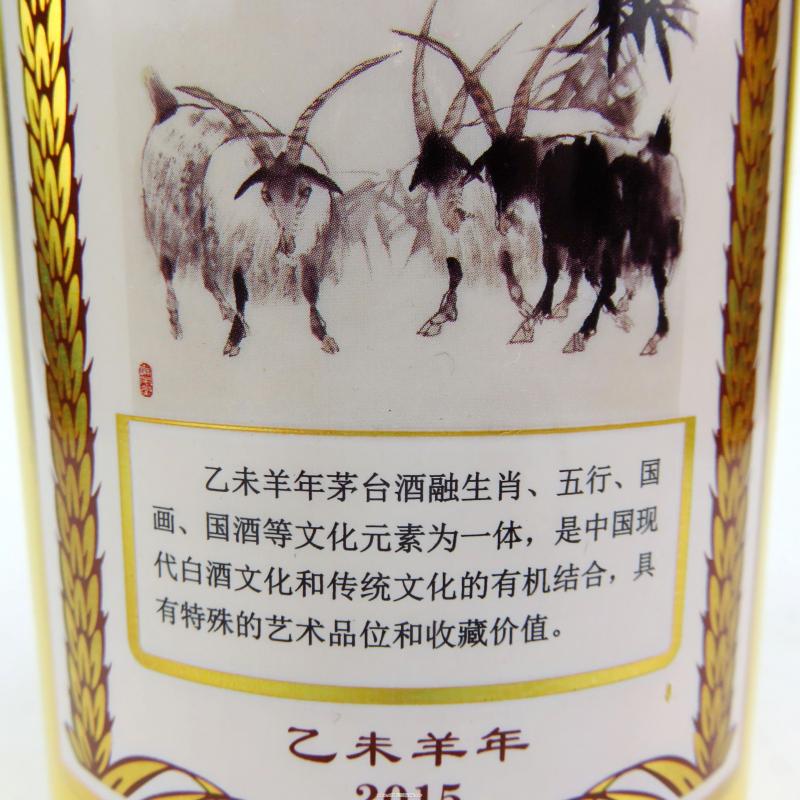 乙未羊年茅台酒融生肖、五行、国
画、国酒等文化元素为一体，是中国现
代白酒文化和传统文化的有机结合，具
有特殊的艺术品位和收藏价值。
乙未羊年
2015